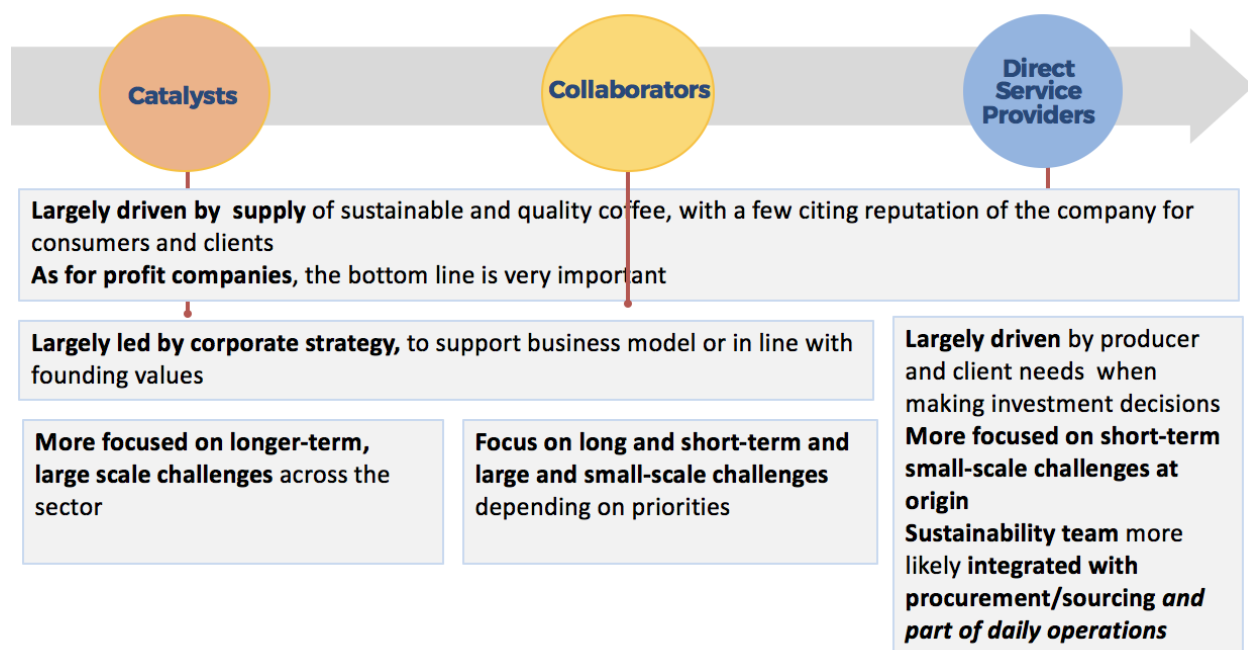 Catalysts
Collaborators
Direct
Service
Providers
Largely driven by  supply of sustainable and quality coffee, with a few citing reputation of the company for
consumers and clients
As for profit companies, the bottom line is very important
Largely led by corporate strategy, to support business model or in line with
founding values
More focused on longer-term,
large scale challenges across the
sector
Focus on long and short-term and
large and small-scale challenges
depending on priorities
Largely driven by producer
and client needs  when
making investment decisions
More focused on short-term
small-scale challenges at
origin
Sustainability team more
likely integrated with
procurement/sourcing and
part of daily operations